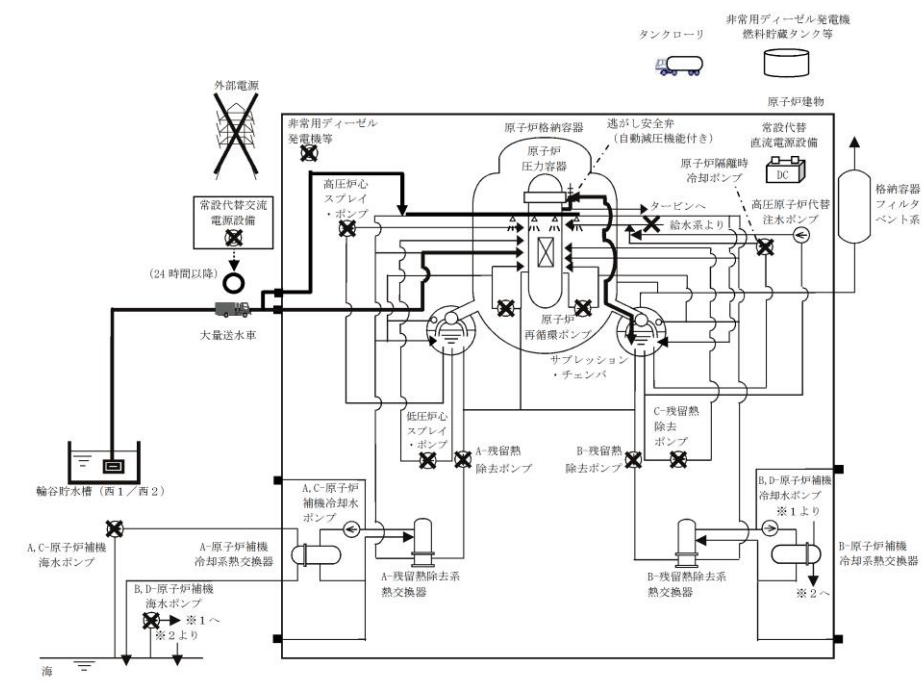 タンクローリ
非常用ディーゼル発電機
燃料貯蔵タンク等
外部電源
原子炉建物
非常用ディーゼル
発電機等
原子炉格納容器
逃がし安全弁
(自動減圧機能付き)
常設代替
直流電源設備
原子炉
圧力容器
原子炉隔離時
冷却ポンプ
DC
高圧炉心
スプレイ
・ポンプ
格納容器
フィルタ
ベント系
常設代替交流
電源設備
タービンへ
高圧原子炉代替
注水ポンプ
給水系より
(24時間以降)
大量送水車
原子炉
再循環ポンプ
サプレッション
・チェンバ
低圧炉心
スプレイ
・ポンプ
C-残留熱
除去
ポンプ
A-残留熱
除去ポンプ
B-残留熱
除去ポンプ
輪谷貯水槽(西1/西2)
A,C-原子炉
補機冷却水
ポンプ
B,D-原子炉補機
冷却水ポンプ
※1より
A,C-原子炉補機
海水ポンプ
A-原子炉補機
冷却系熱交換器
B-原子炉補機
冷却系熱交換器
A-残留熱除去系
熱交換器
B-残留熱除去系
熱交換器
※2へ
B,D-原子炉補機
海水ポンプ
※1へ
※2より
海